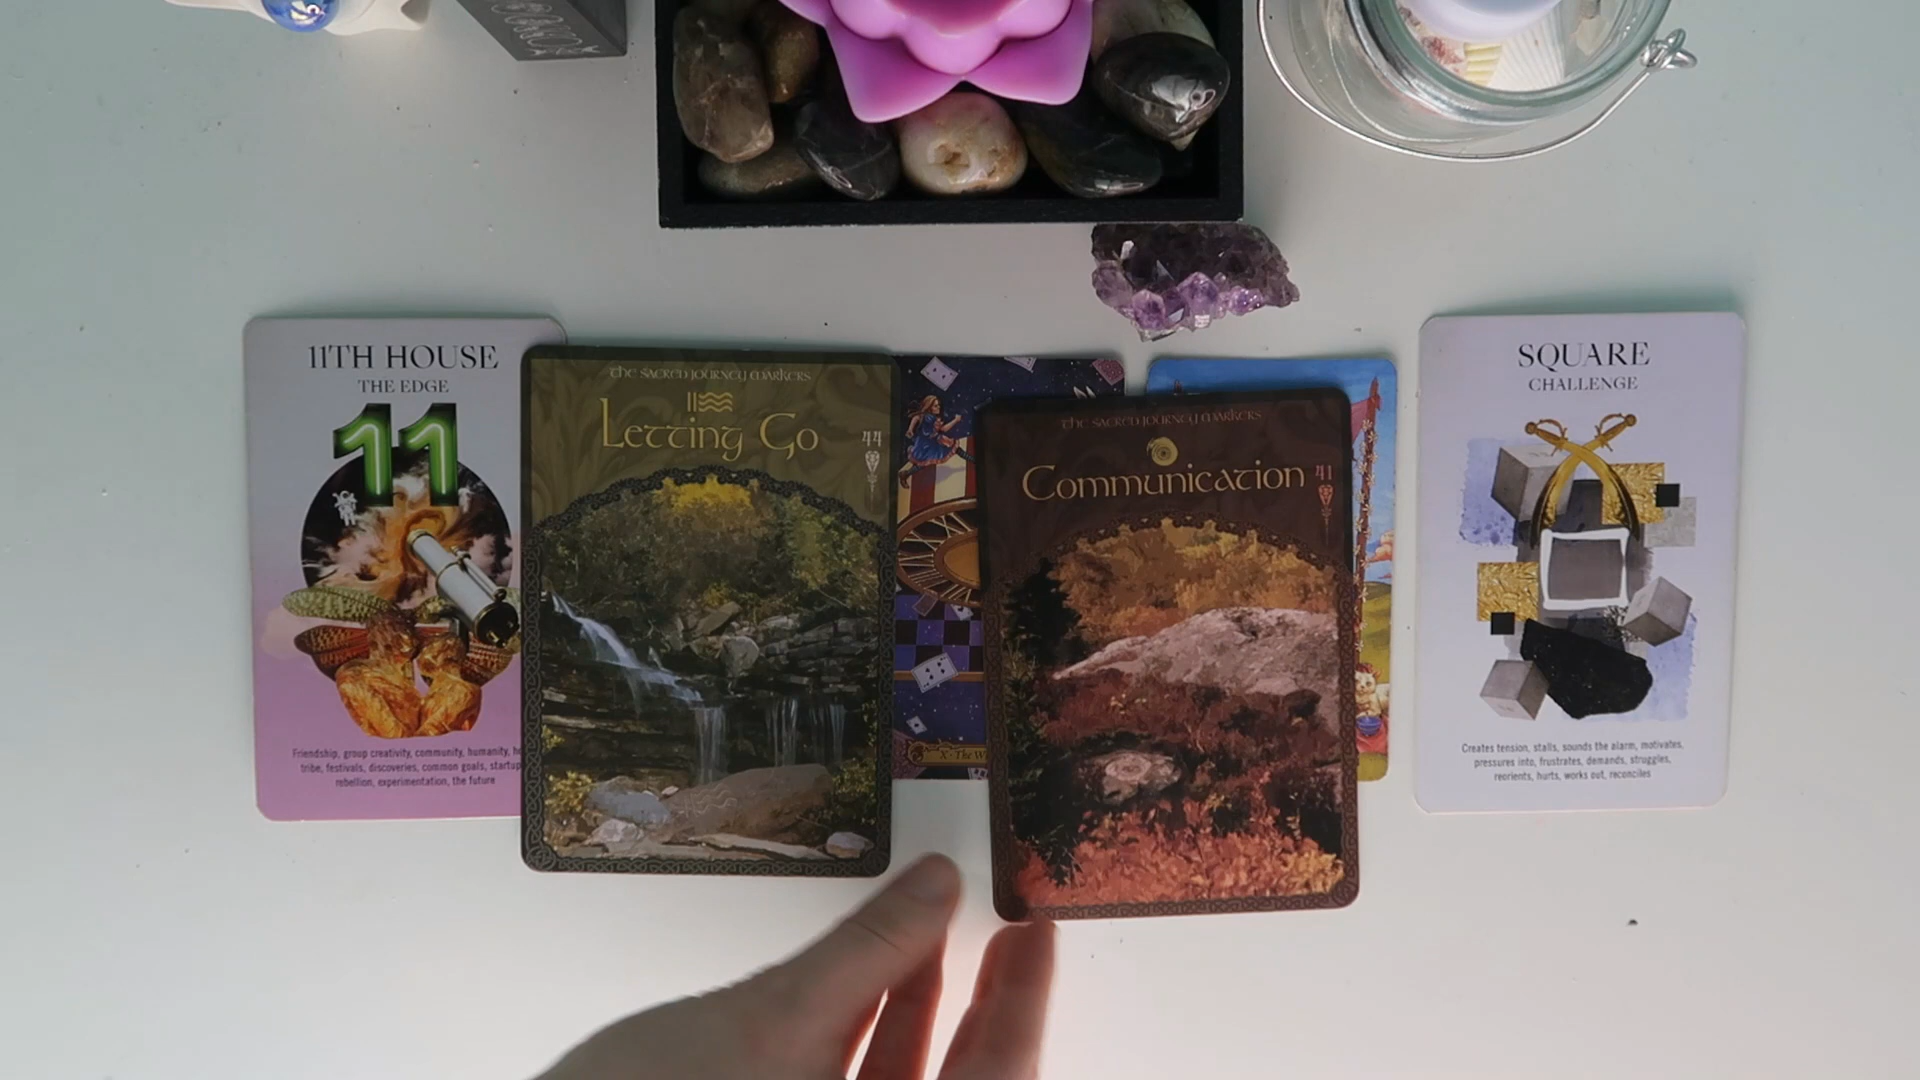 11TH HOUSE
THE EDGE
11
Friendship, group creativity, community, humanity,
tribe, festivals, discoveries, common goals,
rebellion, experimentation, the future
The Sacred Journey Markers
Letting Go
44
X · The
The Sacred Journey Markers
Communication
41
SQUARE
CHALLENGE
Creates tension, stalls, sounds the alarm, motivates,
pressures into, frustrates, demands, struggles,
reorients, hurts, works out, reconciles